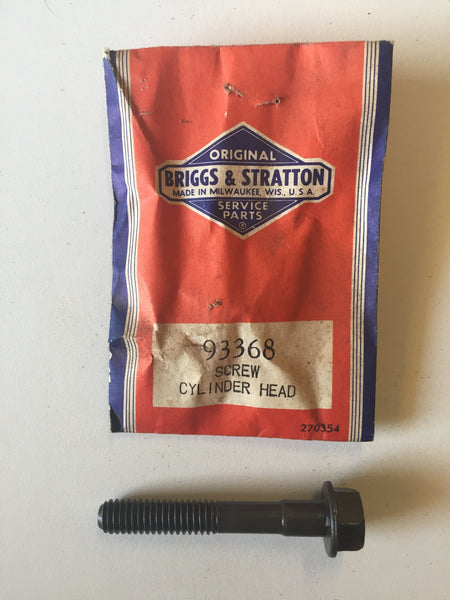 ORIGINAL
BRIGGS & STRATTON
MADE IN MILWAUKEE, WIS., U.S.A.
SERVICE
PARTS
®
93368
SCREW
CYLINDER HEAD
270354